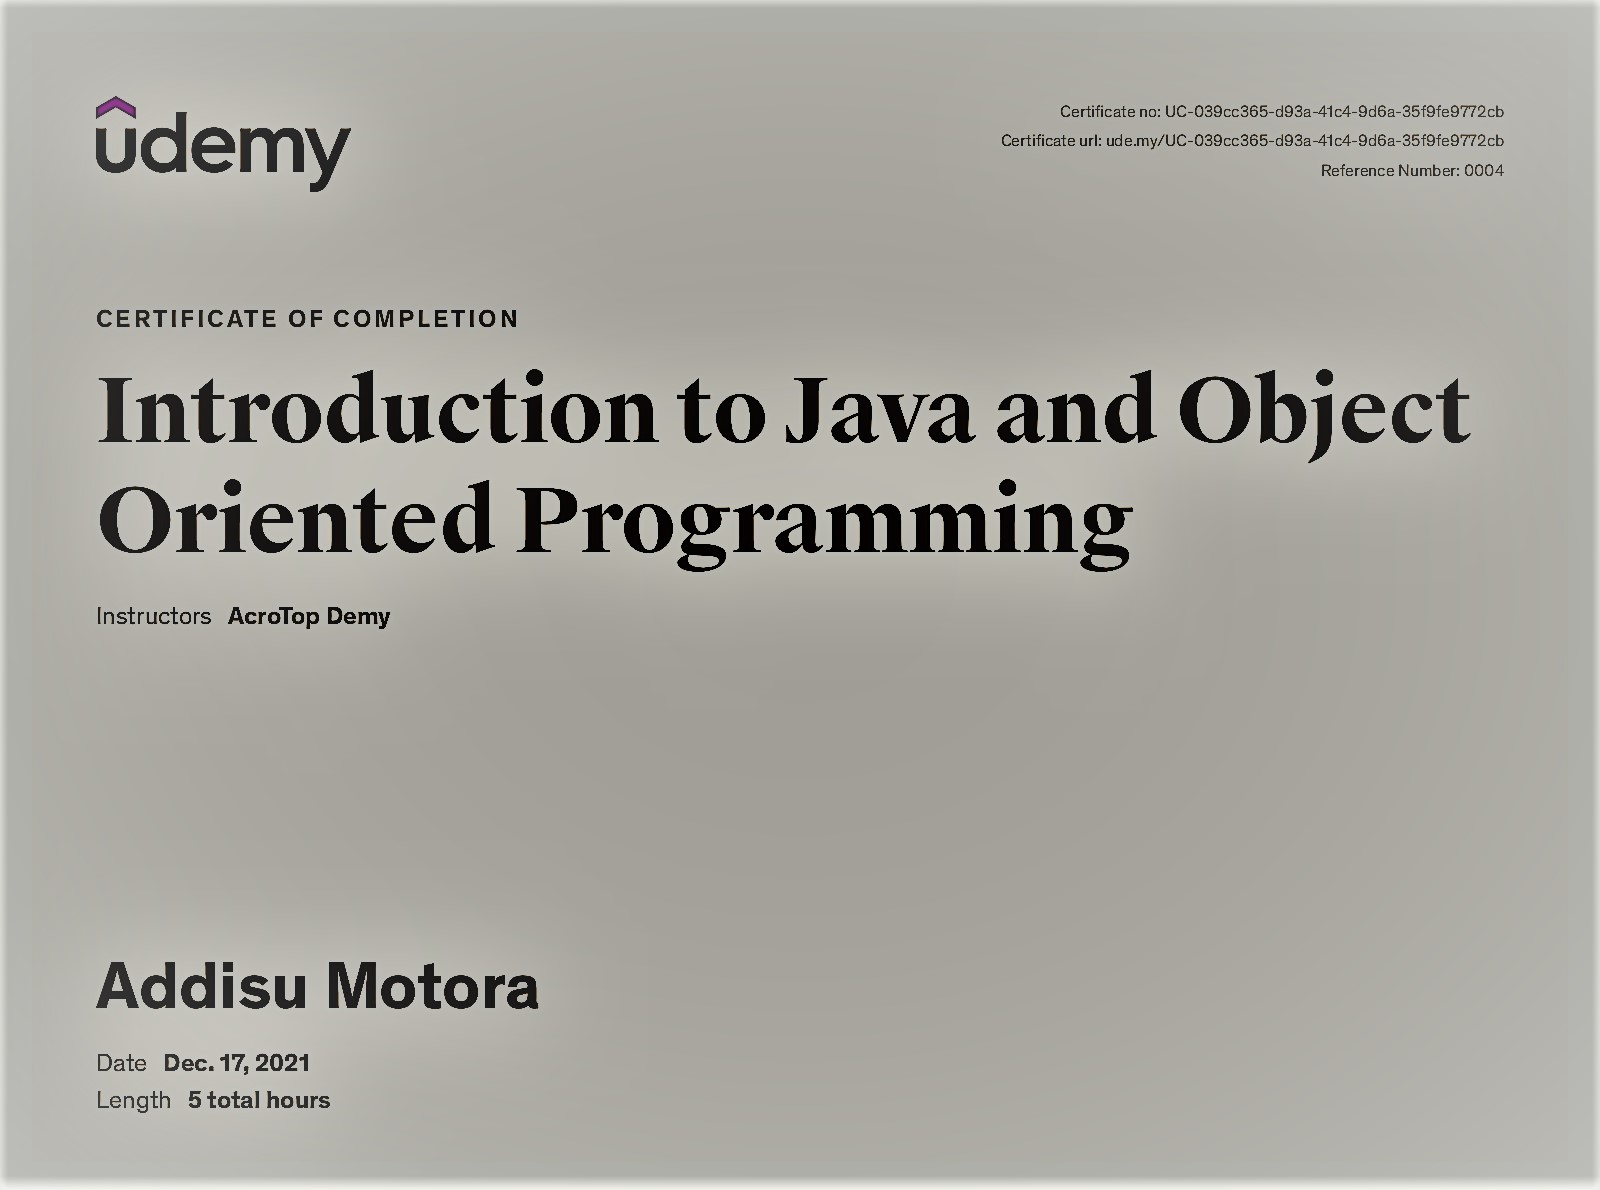 udemy
Certificate no: UC-039cc365-d93a-41c4-9d6a-35f9fe9772cb
Certificate url: ude.my/UC-039cc365-d93a-41c4-9d6a-35f9fe9772cb
Reference Number: 0004
CERTIFICATE OF COMPLETION
Introduction to Java and Object
Oriented Programming
Instructors AcroTop Demy
Addisu Motora
Date Dec. 17, 2021
Length 5 total hours